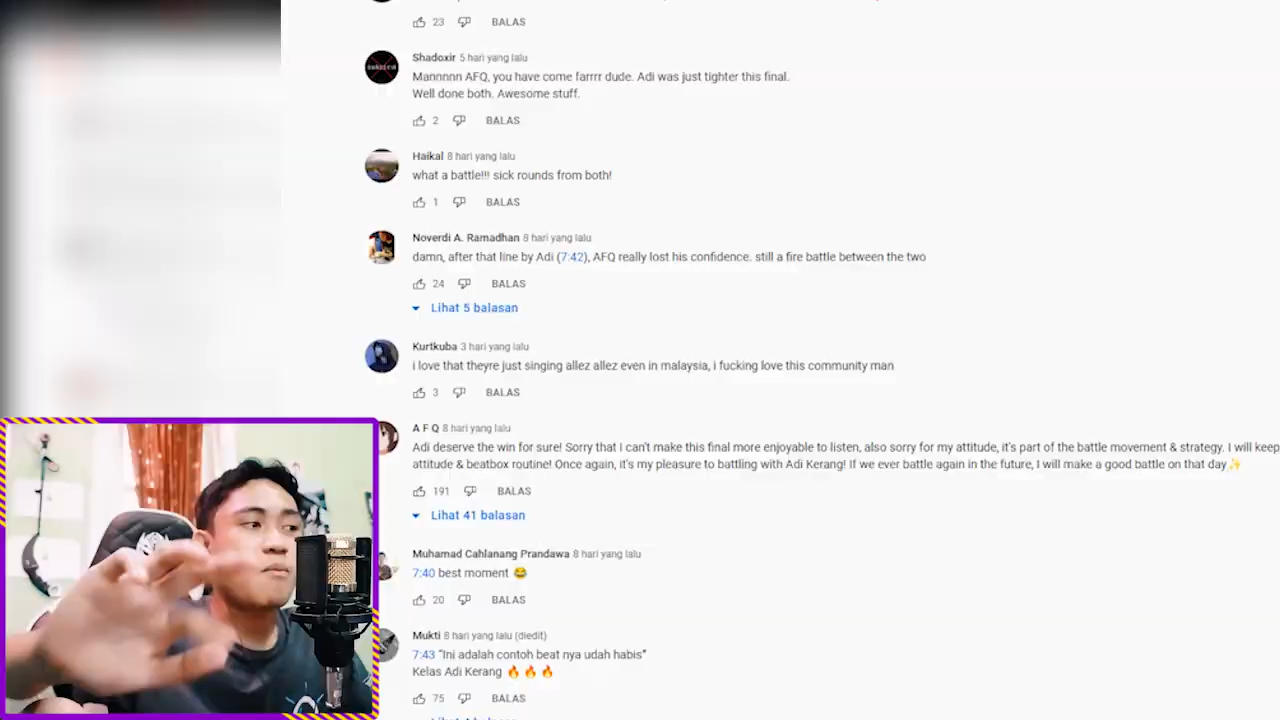 23 BALAS
Shadoxir 5 hari yang lalu
Mannnnn AFQ, you have come farrrr dude. Adi was just tighter this final.
Well done both. Awesome stuff.
2 BALAS
Haikal 8 hari yang lalu
what a battle!!! sick rounds from both!
1 BALAS
Noverdi A. Ramadhan 8 hari yang lalu
damn, after that line by Adi (7:42), AFQ really lost his confidence. still a fire battle between the two
24 BALAS
Lihat 5 balasan
Kurtkuba 3 hari yang lalu
i love that theyre just singing allez allez even in malaysia, i fucking love this community man
3 BALAS
A F Q 8 hari yang lalu
Adi deserve the win for sure! Sorry that I can't make this final more enjoyable to listen, also sorry for my attitude, it's part of the battle movement & strategy. I will keep
attitude & beatbox routine! Once again, it's my pleasure to battling with Adi Kerang! If we ever battle again in the future, I will make a good battle on that day✨
191 BALAS
Lihat 41 balasan
Muhamad Cahlanang Prandawa 8 hari yang lalu
7:40 best moment 😂
20 BALAS
Mukti 8 hari yang lalu (diedit)
7:43 “Ini adalah contoh beat nya udah habis”
Kelas Adi Kerang 🔥🔥🔥
75 BALAS